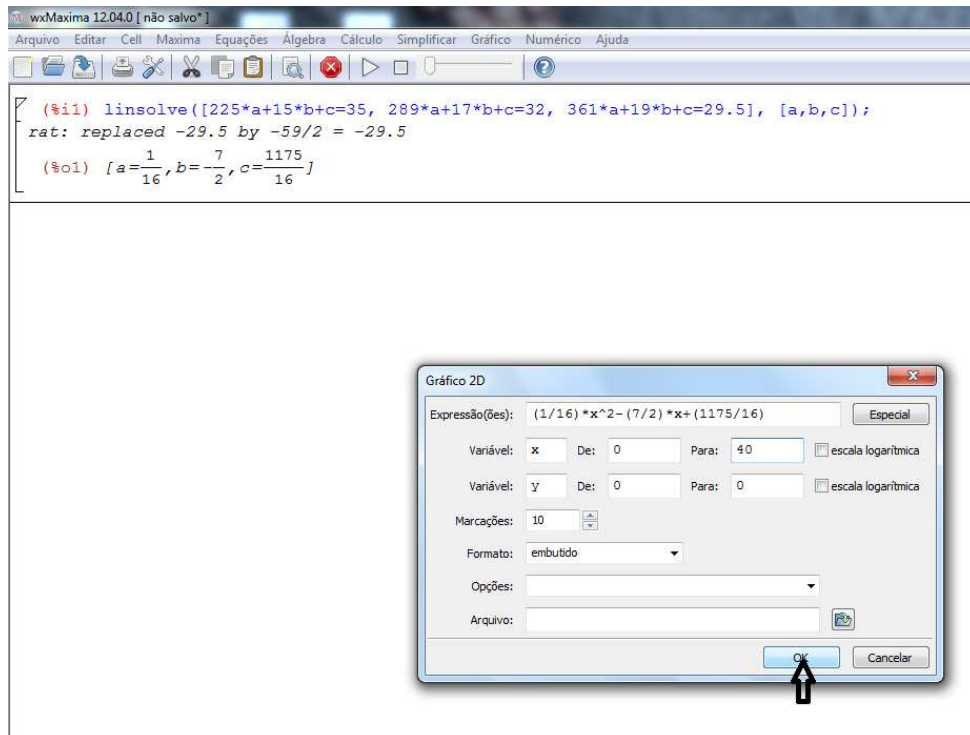 wxMaxima 12.04.0 [ não salvo* ]
Arquivo Editar Cell Maxima Equações Álgebra Cálculo Simplificar Gráfico Numérico Ajuda
(%i1) linsolve([225*a+15*b+c=35, 289*a+17*b+c=32, 361*a+19*b+c=29.5], [a,b,c]);
rat: replaced -29.5 by -59/2 = -29.5
(%o1) [a=1/16,b=-7/2,c=1175/16]
Gráfico 2D
Expressão(ões): (1/16)*x^2-(7/2)*x+(1175/16) Especial
Variável: x De: 0 Para: 40 escala logarítmica
Variável: y De: 0 Para: 0 escala logarítmica
Marcações: 10
Formato: embutido
Opções:
Arquivo:
OK Cancelar